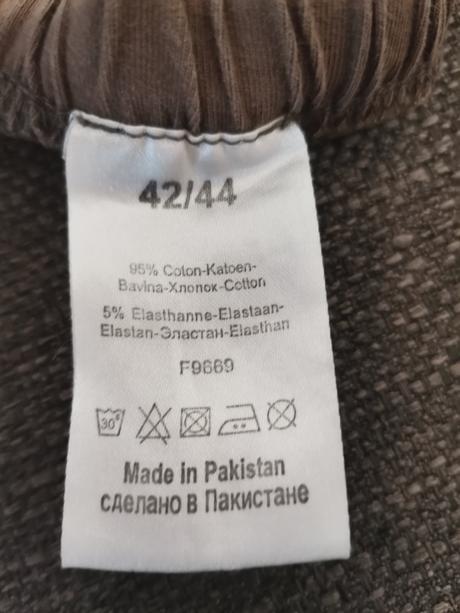 42/44
95% Coton-Katoen-
Bavlna-Хлопок-Cotton
5% Elasthanne-Elastaan-
Elastan-Эластан-Elasthan
F9669
30°
Made in Pakistan
сделано в Пакистане